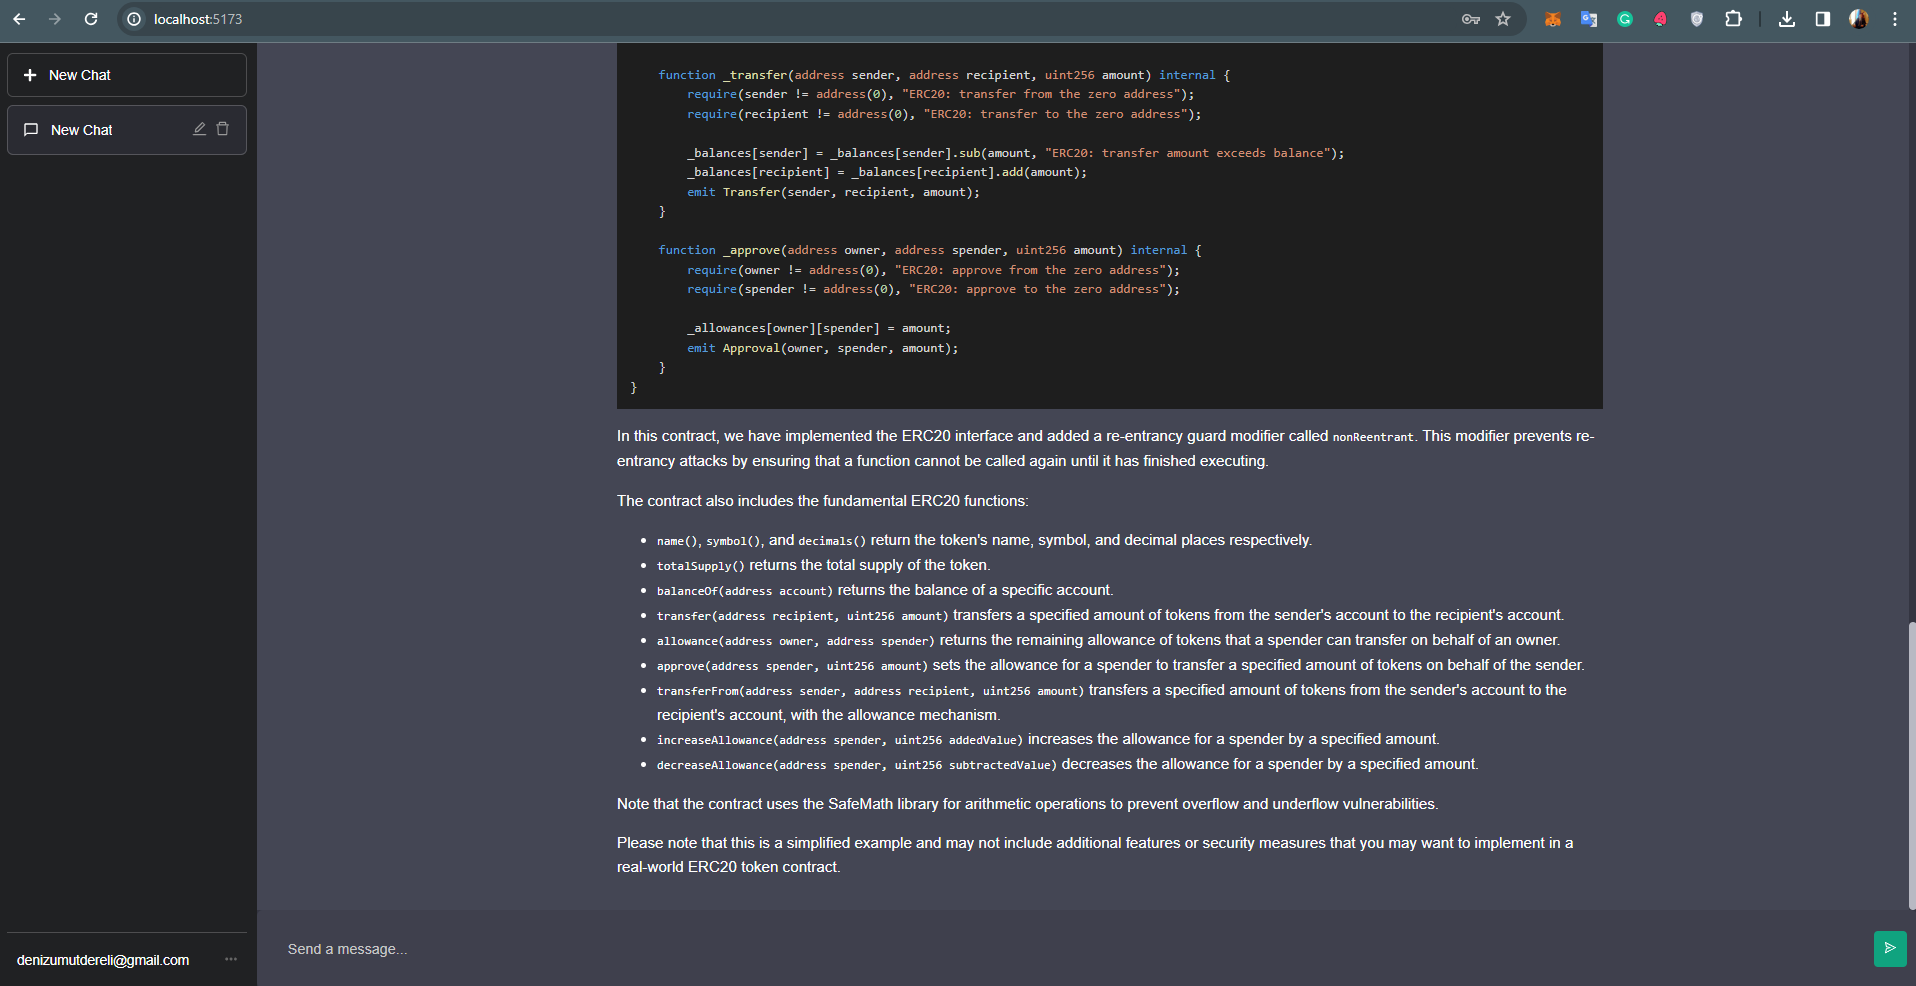 localhost:5173
New Chat
New Chat
function _transfer(address sender, address recipient, uint256 amount) internal {
require(sender != address(0), "ERC20: transfer from the zero address");
require(recipient != address(0), "ERC20: transfer to the zero address");
_balances[sender] = _balances[sender].sub(amount, "ERC20: transfer amount exceeds balance");
_balances[recipient] = _balances[recipient].add(amount);
emit Transfer(sender, recipient, amount);
}
function _approve(address owner, address spender, uint256 amount) internal {
require(owner != address(0), "ERC20: approve from the zero address");
require(spender != address(0), "ERC20: approve to the zero address");
_allowances[owner][spender] = amount;
emit Approval(owner, spender, amount);
}
}
In this contract, we have implemented the ERC20 interface and added a re-entrancy guard modifier called nonReentrant. This modifier prevents re-
entrancy attacks by ensuring that a function cannot be called again until it has finished executing.
The contract also includes the fundamental ERC20 functions:
• name(), symbol(), and decimals() return the token's name, symbol, and decimal places respectively.
• totalSupply() returns the total supply of the token.
• balanceOf(address account) returns the balance of a specific account.
• transfer(address recipient, uint256 amount) transfers a specified amount of tokens from the sender's account to the recipient's account.
• allowance(address owner, address spender) returns the remaining allowance of tokens that a spender can transfer on behalf of an owner.
• approve(address spender, uint256 amount) sets the allowance for a spender to transfer a specified amount of tokens on behalf of the sender.
• transferFrom(address sender, address recipient, uint256 amount) transfers a specified amount of tokens from the sender's account to the
recipient's account, with the allowance mechanism.
• increaseAllowance(address spender, uint256 addedValue) increases the allowance for a spender by a specified amount.
• decreaseAllowance(address spender, uint256 subtractedValue) decreases the allowance for a spender by a specified amount.
Note that the contract uses the SafeMath library for arithmetic operations to prevent overflow and underflow vulnerabilities.
Please note that this is a simplified example and may not include additional features or security measures that you may want to implement in a
real-world ERC20 token contract.
denizumutdereli@gmail.com
Send a message...